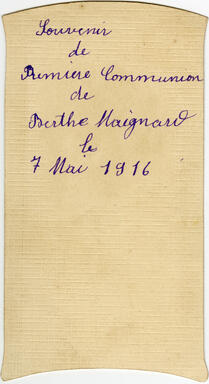 Souvenir
de
Première Communion
de
Berthe Maignard
le
7 Mai 1916